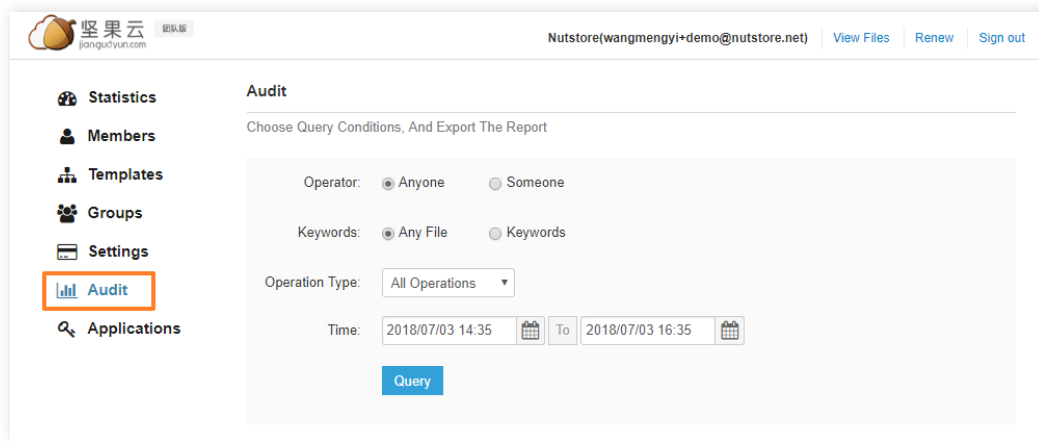 坚果云 团队版
jianguoyun.com
Nutstore(wangmengyi+demo@nutstore.net) View Files Renew Sign out
Statistics
Members
Templates
Groups
Settings
Audit
Applications
Audit
Choose Query Conditions, And Export The Report
Operator: Anyone Someone
Keywords: Any File Keywords
Operation Type: All Operations
Time: 2018/07/03 14:35 To 2018/07/03 16:35
Query